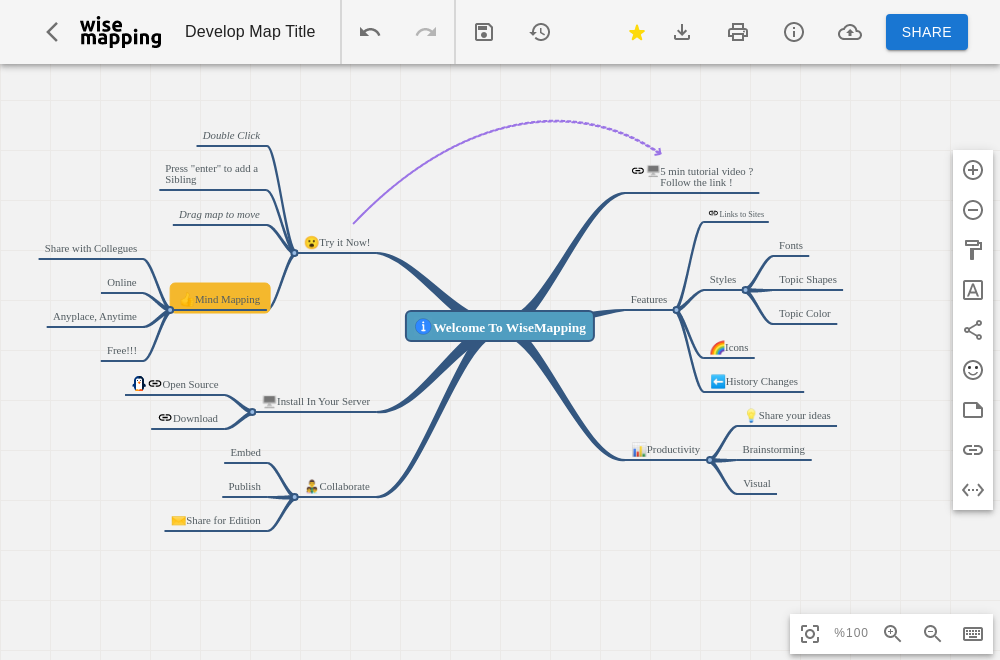 wise
mapping
Develop Map Title
SHARE
Double Click
Press "enter" to add a
Sibling
Drag map to move
Share with Collegues
Online
Mind Mapping
Anyplace, Anytime
Free!!!
Try it Now!
Open Source
Download
Install In Your Server
Embed
Publish
Share for Edition
Collaborate
Welcome To WiseMapping
5 min tutorial video ?
Follow the link !
Links to Sites
Fonts
Styles
Topic Shapes
Features
Topic Color
Icons
History Changes
Share your ideas
Productivity
Brainstorming
Visual
%100